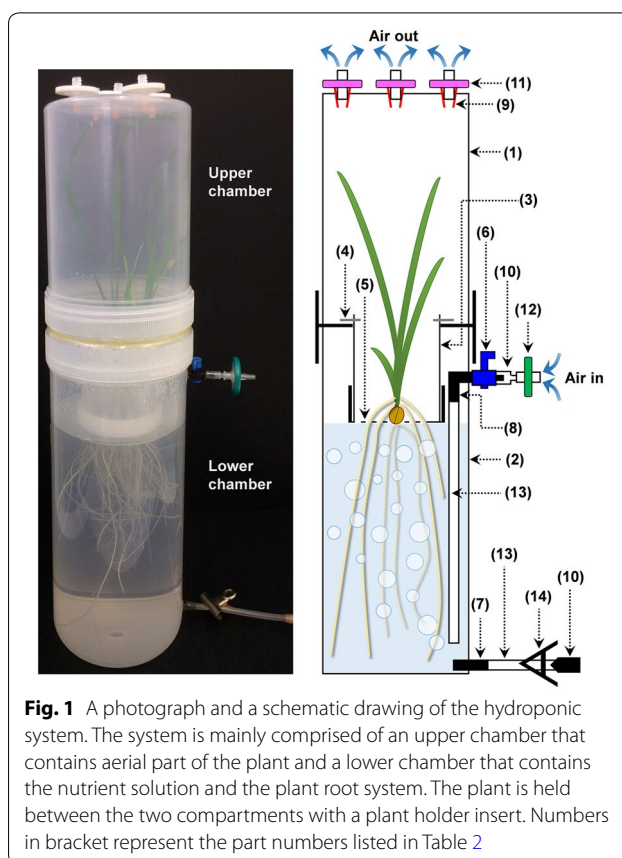 Air out
(11)
(9)
(1)
Upper
chamber
(3)
(4)
(6)
(5)
(10)
(12)
Air in
(8)
Lower
chamber
(2)
(13)
(14)
(13)
(10)
(7)
Fig. 1 A photograph and a schematic drawing of the hydroponic
system. The system is mainly comprised of an upper chamber that
contains aerial part of the plant and a lower chamber that contains
the nutrient solution and the plant root system. The plant is held
between the two compartments with a plant holder insert. Numbers
in bracket represent the part numbers listed in Table 2